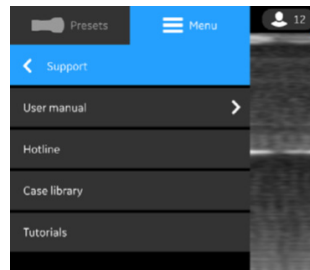 Presets
Menu
12
Support
User manual
Hotline
Case library
Tutorials